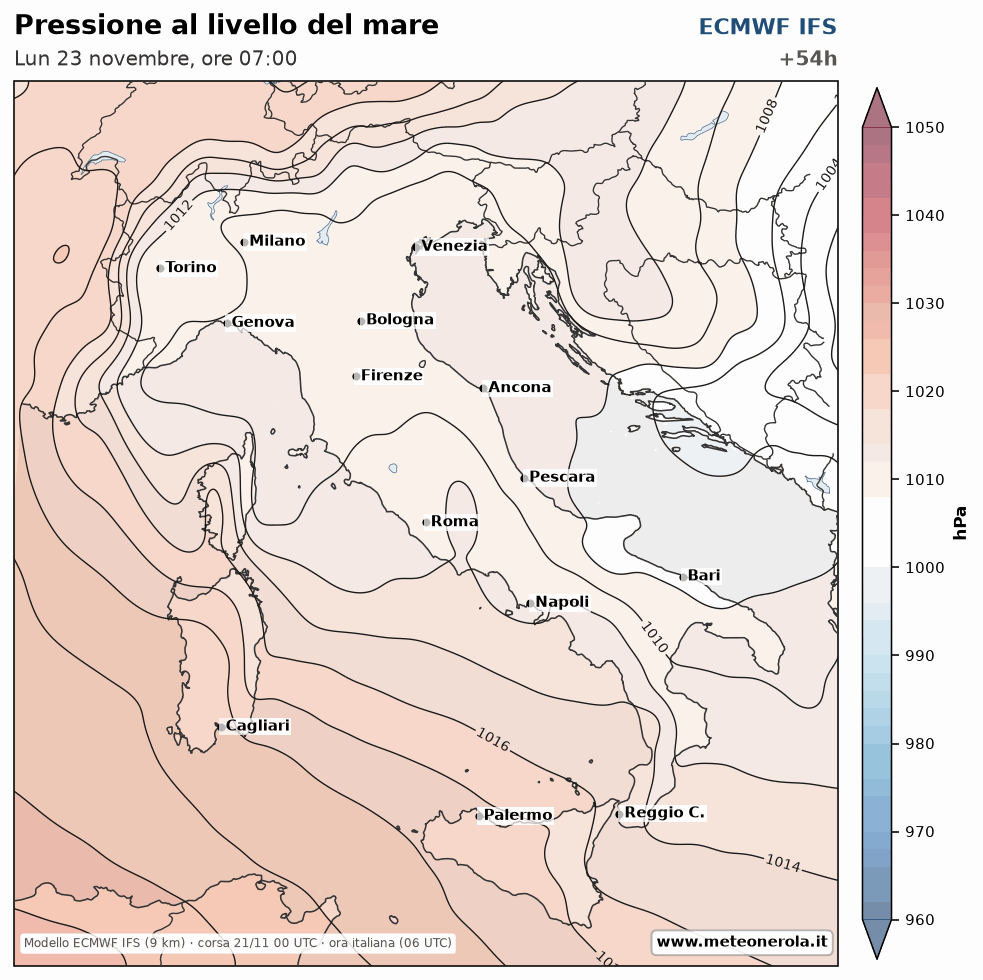 Pressione al livello del mare
ECMWF IFS
Lun 23 novembre, ore 07:00
+54h
1008
1004
1012
Milano
Venezia
Torino
Genova
Bologna
Firenze
Ancona
Pescara
Roma
Bari
Napoli
1010
Cagliari
1016
Palermo
Reggio C.
1014
Modello ECMWF IFS (9 km) · corsa 21/11 00 UTC · ora italiana (06 UTC)
www.meteonerola.it
1050
1040
1030
1020
1010
1000
990
980
970
960
hPa